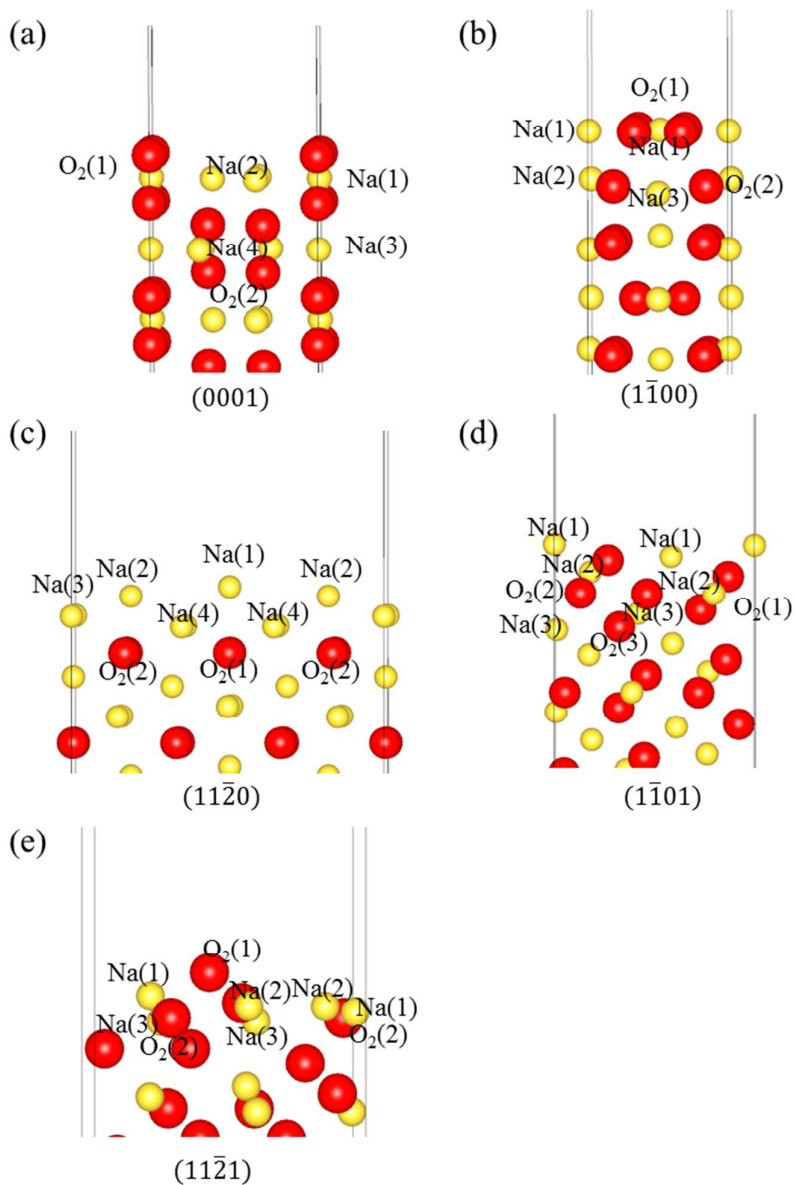 (a)
O₂(1)
Na(2)
Na(1)
Na(4)
Na(3)
O₂(2)
(0001)
(b)
O₂(1)
Na(1)
Na(1)
Na(2)
O₂(2)
Na(3)
(11̅00)
(c)
Na(1)
Na(3)
Na(2)
Na(2)
Na(4)
Na(4)
O₂(2)
O₂(1)
O₂(2)
(112̅0)
(d)
Na(1)
Na(1)
Na(2)
Na(2)
O₂(2)
O₂(1)
Na(3)
Na(3)
O₂(3)
(11̅01)
(e)
O₂(1)
Na(1)
Na(2)
Na(2)
Na(1)
Na(3)
Na(3)
O₂(2)
O₂(2)
(112̅1)